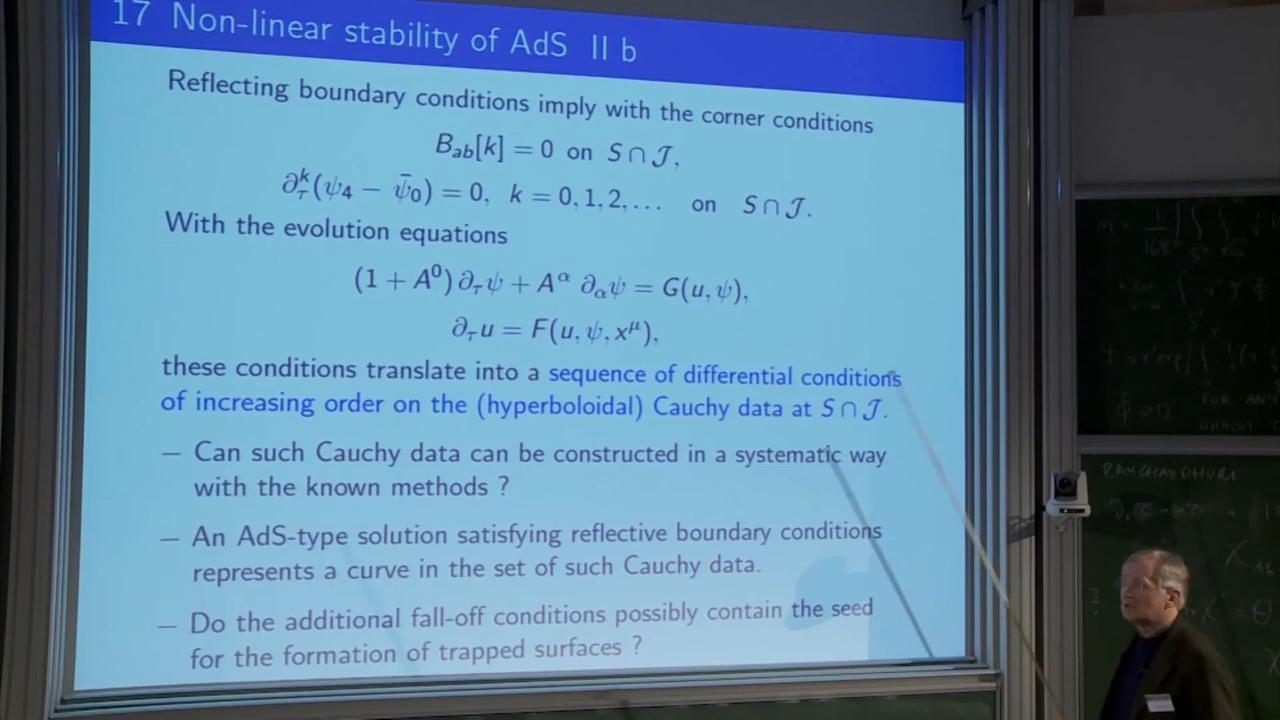 17 Non-linear stability of AdS II b
Reflecting boundary conditions imply with the corner conditions
B_{ab}[k] = 0 on S ∩ 𝒥,
∂_τ^k(ψ_4 − ψ̄_0) = 0, k = 0, 1, 2, … on S ∩ 𝒥.
With the evolution equations
(1 + A^0) ∂_τ ψ + A^α ∂_α ψ = G(u, ψ),
∂_τ u = F(u, ψ, x^μ),
these conditions translate into a sequence of differential conditions
of increasing order on the (hyperboloidal) Cauchy data at S ∩ 𝒥.
— Can such Cauchy data can be constructed in a systematic way
with the known methods ?
— An AdS-type solution satisfying reflective boundary conditions
represents a curve in the set of such Cauchy data.
— Do the additional fall-off conditions possibly contain the seed
for the formation of trapped surfaces ?
FOR
RAYCHAUDHURI